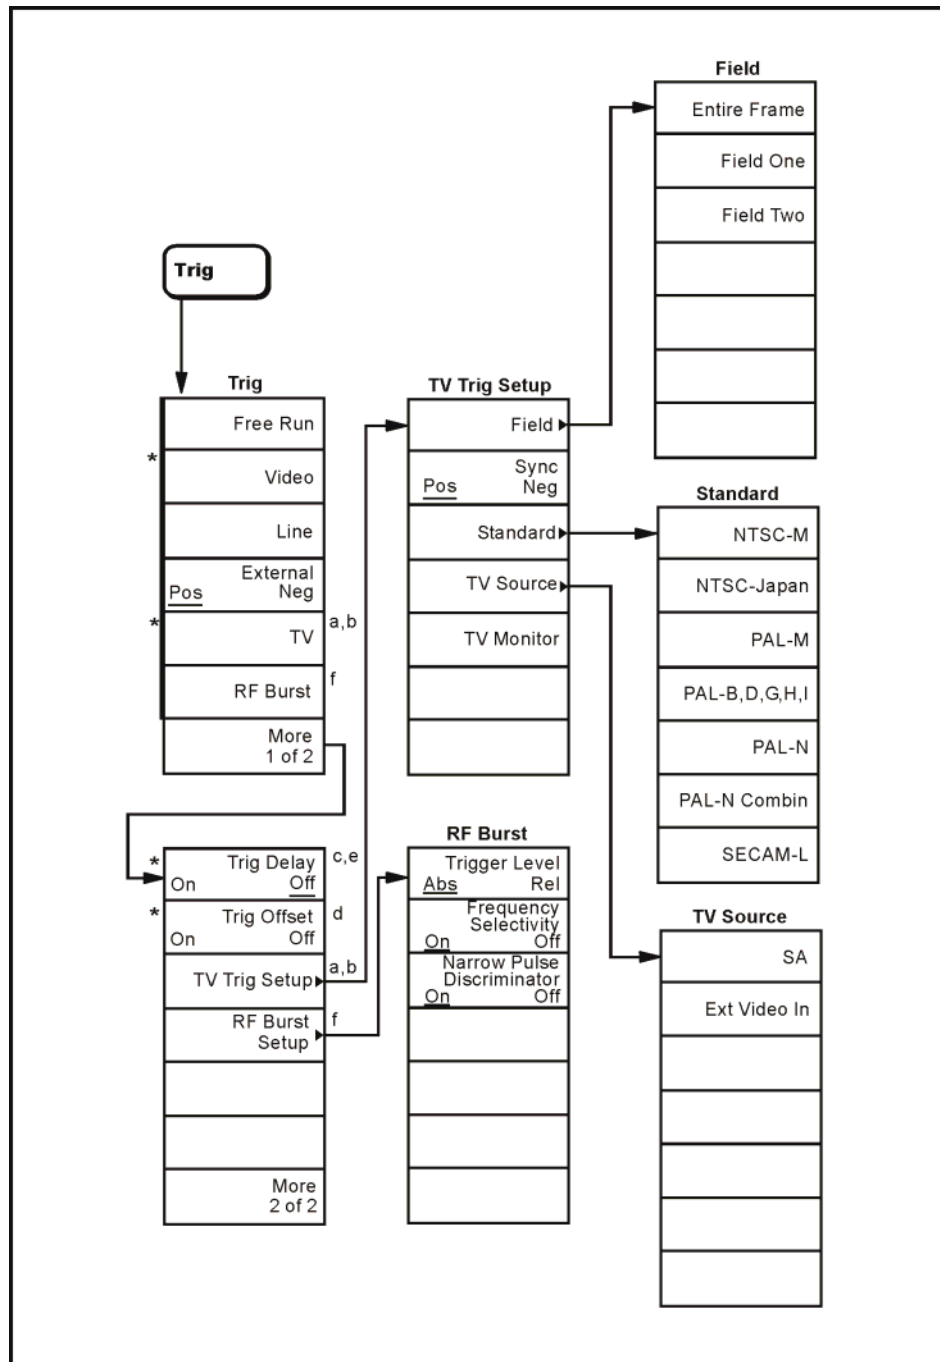 Trig
Trig
Free Run
*
Video
Line
External
Pos Neg
*
TV
a,b
RF Burst
f
More
1 of 2
*
Trig Delay
On Off
c,e
*
Trig Offset
On Off
d
TV Trig Setup
a,b
RF Burst
Setup
f
More
2 of 2
TV Trig Setup
Field
Sync
Pos Neg
Standard
TV Source
TV Monitor
RF Burst
Trigger Level
Abs Rel
Frequency
Selectivity
On Off
Narrow Pulse
Discriminator
On Off
Field
Entire Frame
Field One
Field Two
Standard
NTSC-M
NTSC-Japan
PAL-M
PAL-B,D,G,H,I
PAL-N
PAL-N Combin
SECAM-L
TV Source
SA
Ext Video In